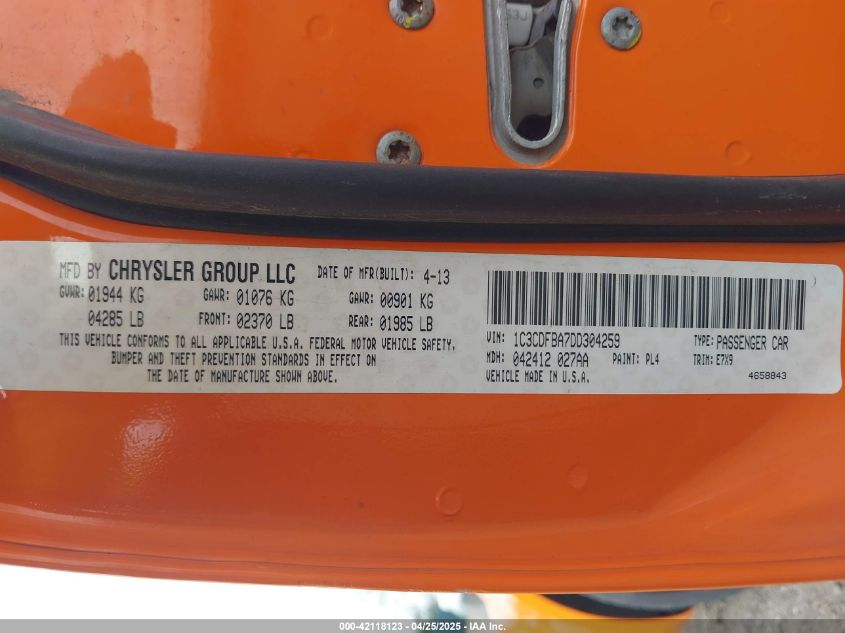 MFD BY CHRYSLER GROUP LLC DATE OF MFR(BUILT): 4-13
GVWR: 01944 KG GAWR: 01076 KG GAWR: 00901 KG
04285 LB FRONT: 02370 LB REAR: 01985 LB
THIS VEHICLE CONFORMS TO ALL APPLICABLE U.S.A. FEDERAL MOTOR VEHICLE SAFETY,
BUMPER AND THEFT PREVENTION STANDARDS IN EFFECT ON
THE DATE OF MANUFACTURE SHOWN ABOVE.
VIN: 1C3CDFBA7DD304259 TYPE: PASSENGER CAR
MDH: 042412 027AA PAINT: PL4 TRIM: E7X9
VEHICLE MADE IN U.S.A. 4658843
000-42118123 - 04/25/2025 - IAA Inc.